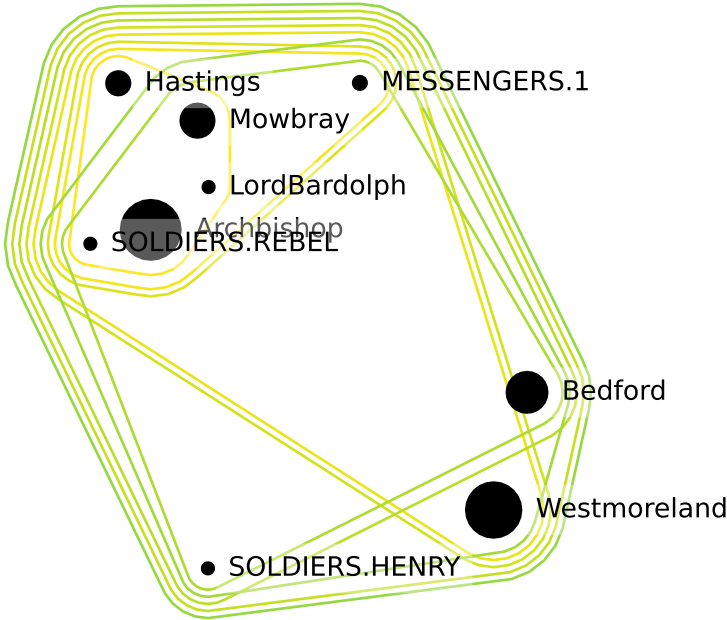 Hastings
MESSENGERS.1
Mowbray
LordBardolph
Archbishop
SOLDIERS.REBEL
Bedford
Westmoreland
SOLDIERS.HENRY